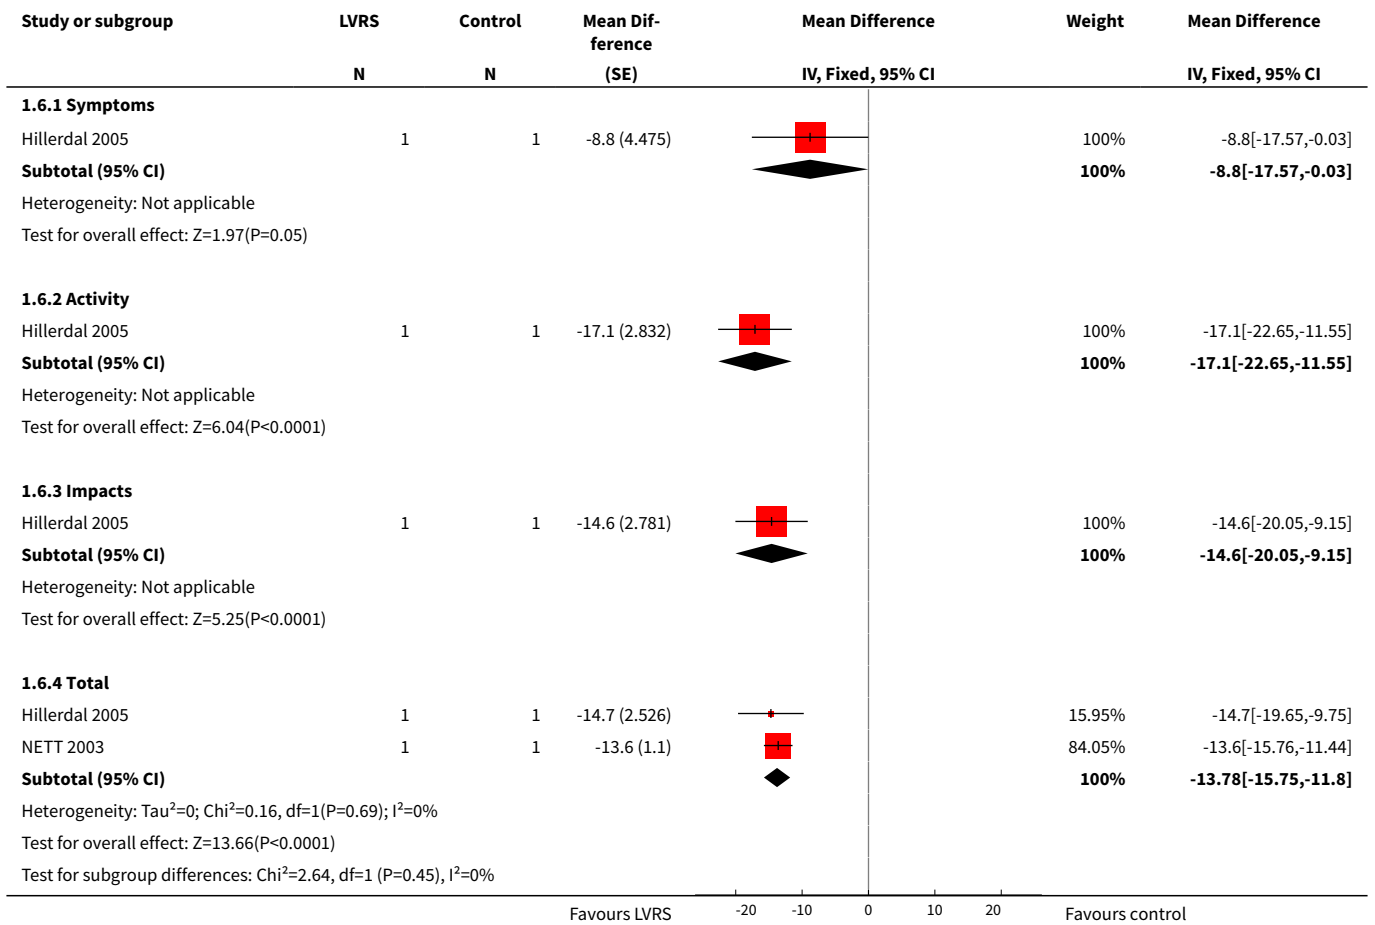 Study or subgroup LVRS Control Mean Dif- Mean Difference Weight Mean Difference
ference
N N (SE) IV, Fixed, 95% CI IV, Fixed, 95% CI
1.6.1 Symptoms
Hillerdal 2005 1 1 -8.8 (4.475) 100% -8.8[-17.57,-0.03]
Subtotal (95% CI) 100% -8.8[-17.57,-0.03]
Heterogeneity: Not applicable
Test for overall effect: Z=1.97(P=0.05)
1.6.2 Activity
Hillerdal 2005 1 1 -17.1 (2.832) 100% -17.1[-22.65,-11.55]
Subtotal (95% CI) 100% -17.1[-22.65,-11.55]
Heterogeneity: Not applicable
Test for overall effect: Z=6.04(P<0.0001)
1.6.3 Impacts
Hillerdal 2005 1 1 -14.6 (2.781) 100% -14.6[-20.05,-9.15]
Subtotal (95% CI) 100% -14.6[-20.05,-9.15]
Heterogeneity: Not applicable
Test for overall effect: Z=5.25(P<0.0001)
1.6.4 Total
Hillerdal 2005 1 1 -14.7 (2.526) 15.95% -14.7[-19.65,-9.75]
NETT 2003 1 1 -13.6 (1.1) 84.05% -13.6[-15.76,-11.44]
Subtotal (95% CI) 100% -13.78[-15.75,-11.8]
Heterogeneity: Tau²=0; Chi²=0.16, df=1(P=0.69); I²=0%
Test for overall effect: Z=13.66(P<0.0001)
Test for subgroup differences: Chi²=2.64, df=1 (P=0.45), I²=0%
Favours LVRS -20 -10 0 10 20 Favours control